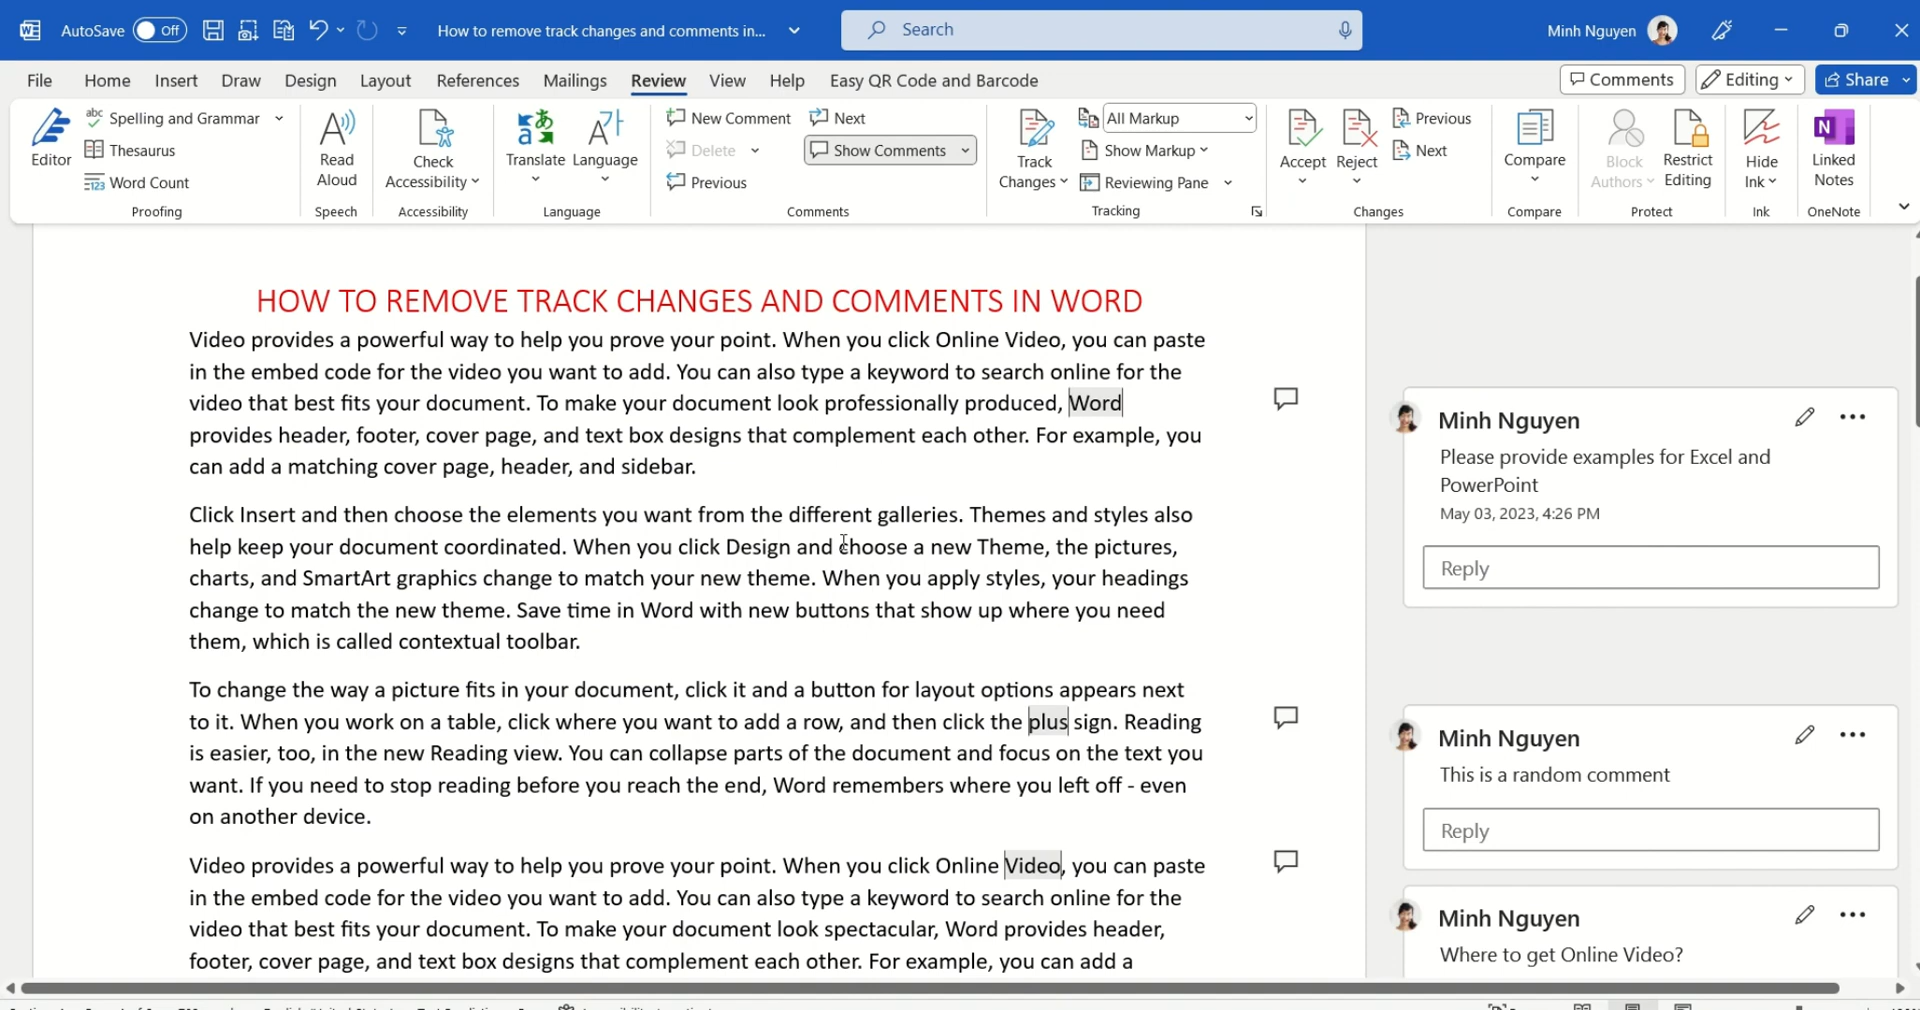 AutoSave Off How to remove track changes and comments in... Search Minh Nguyen
File Home Insert Draw Design Layout References Mailings Review View Help Easy QR Code and Barcode Comments Editing Share
Editor
abc Spelling and Grammar
Thesaurus
123 Word Count
Proofing
Read
Aloud
Speech
Check
Accessibility
Accessibility
Translate
Language
Language
New Comment
Delete
Previous
Next
Show Comments
Comments
Track
Changes
All Markup
Show Markup
Reviewing Pane
Tracking
Accept
Reject
Previous
Next
Changes
Compare
Compare
Block
Authors
Restrict
Editing
Protect
Hide
Ink
Ink
N
Linked
Notes
OneNote
HOW TO REMOVE TRACK CHANGES AND COMMENTS IN WORD
Video provides a powerful way to help you prove your point. When you click Online Video, you can paste
in the embed code for the video you want to add. You can also type a keyword to search online for the
video that best fits your document. To make your document look professionally produced, Word
provides header, footer, cover page, and text box designs that complement each other. For example, you
can add a matching cover page, header, and sidebar.
Click Insert and then choose the elements you want from the different galleries. Themes and styles also
help keep your document coordinated. When you click Design and choose a new Theme, the pictures,
charts, and SmartArt graphics change to match your new theme. When you apply styles, your headings
change to match the new theme. Save time in Word with new buttons that show up where you need
them, which is called contextual toolbar.
To change the way a picture fits in your document, click it and a button for layout options appears next
to it. When you work on a table, click where you want to add a row, and then click the plus sign. Reading
is easier, too, in the new Reading view. You can collapse parts of the document and focus on the text you
want. If you need to stop reading before you reach the end, Word remembers where you left off - even
on another device.
Video provides a powerful way to help you prove your point. When you click Online Video, you can paste
in the embed code for the video you want to add. You can also type a keyword to search online for the
video that best fits your document. To make your document look spectacular, Word provides header,
footer, cover page, and text box designs that complement each other. For example, you can add a
Minh Nguyen
Please provide examples for Excel and
PowerPoint
May 03, 2023, 4:26 PM
Reply
Minh Nguyen
This is a random comment
Reply
Minh Nguyen
Where to get Online Video?